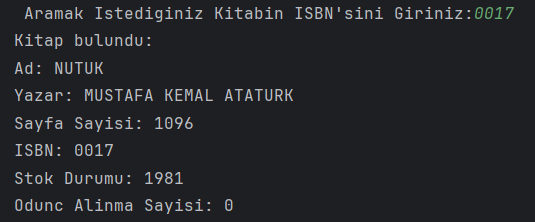 Aramak Istediginiz Kitabin ISBN'sini Giriniz:0017
Kitap bulundu:
Ad: NUTUK
Yazar: MUSTAFA KEMAL ATATURK
Sayfa Sayisi: 1096
ISBN: 0017
Stok Durumu: 1981
Odunc Alinma Sayisi: 0